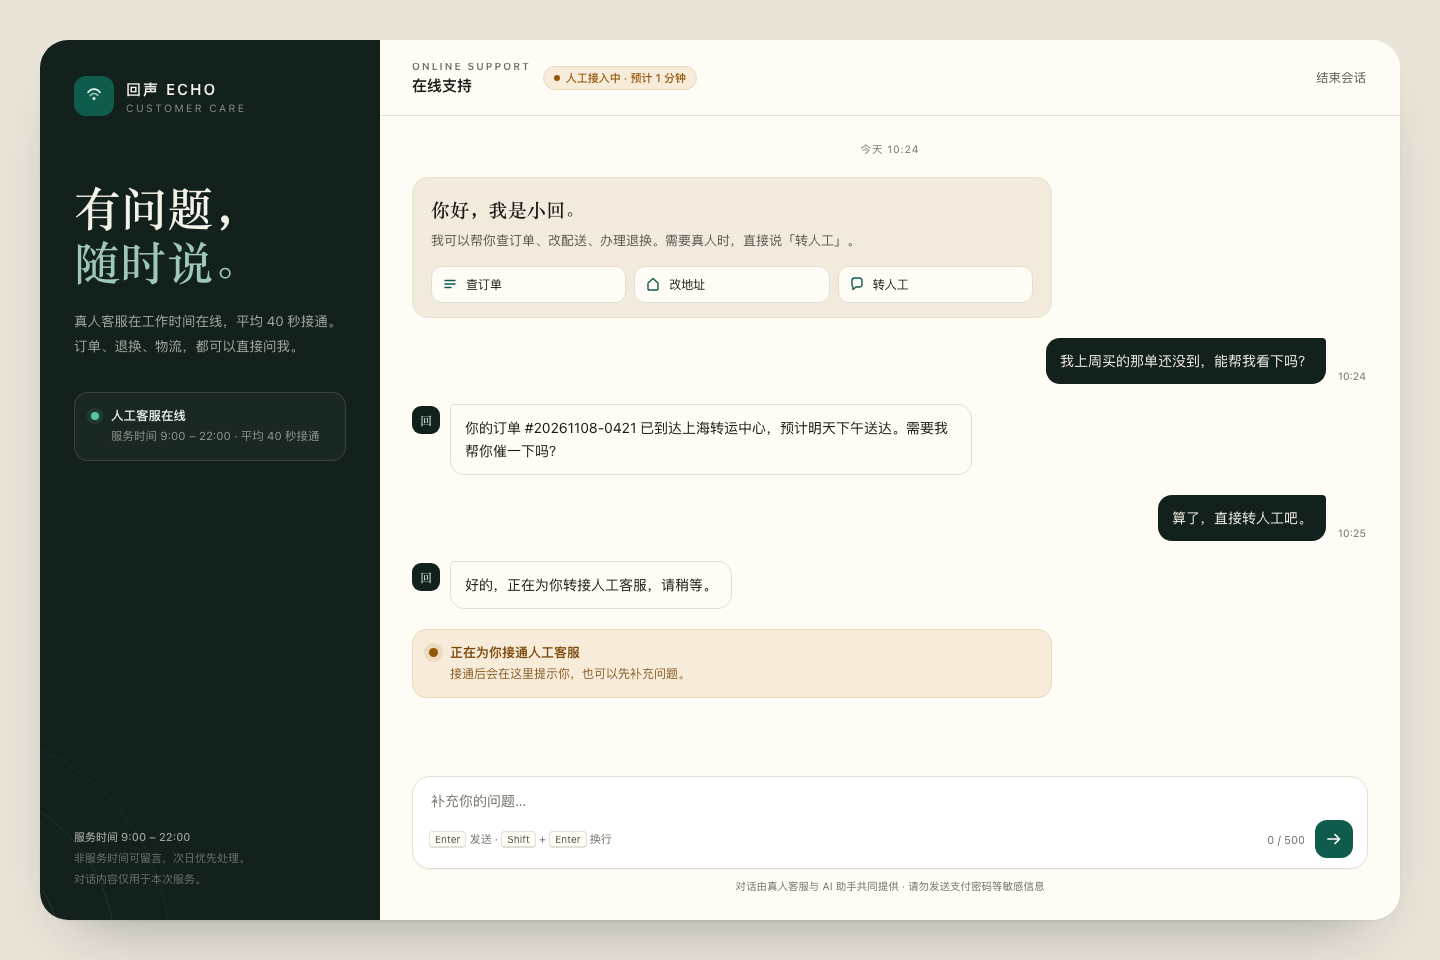 回声 ECHO
CUSTOMER CARE
有问题，
随时说。
真人客服在工作时间在线，平均 40 秒接通。
订单、退换、物流，都可以直接问我。
人工客服在线
服务时间 9:00 – 22:00 · 平均 40 秒接通
服务时间 9:00 – 22:00
非服务时间可留言，次日优先处理。
对话内容仅用于本次服务。
ONLINE SUPPORT
在线支持
人工接入中 · 预计 1 分钟
结束会话
今天 10:24
你好，我是小回。
我可以帮你查订单、改配送、办理退换。需要真人时，直接说「转人工」。
查订单
改地址
转人工
我上周买的那单还没到，能帮我看下吗?
10:24
回
你的订单 #20261108-0421 已到达上海转运中心，预计明天下午送达。需要我
帮你催一下吗?
算了，直接转人工吧。
10:25
回
好的，正在为你转接人工客服，请稍等。
正在为你接通人工客服
接通后会在这里提示你，也可以先补充问题。
补充你的问题...
Enter 发送 · Shift + Enter 换行
0 / 500
对话由真人客服与 AI 助手共同提供 · 请勿发送支付密码等敏感信息